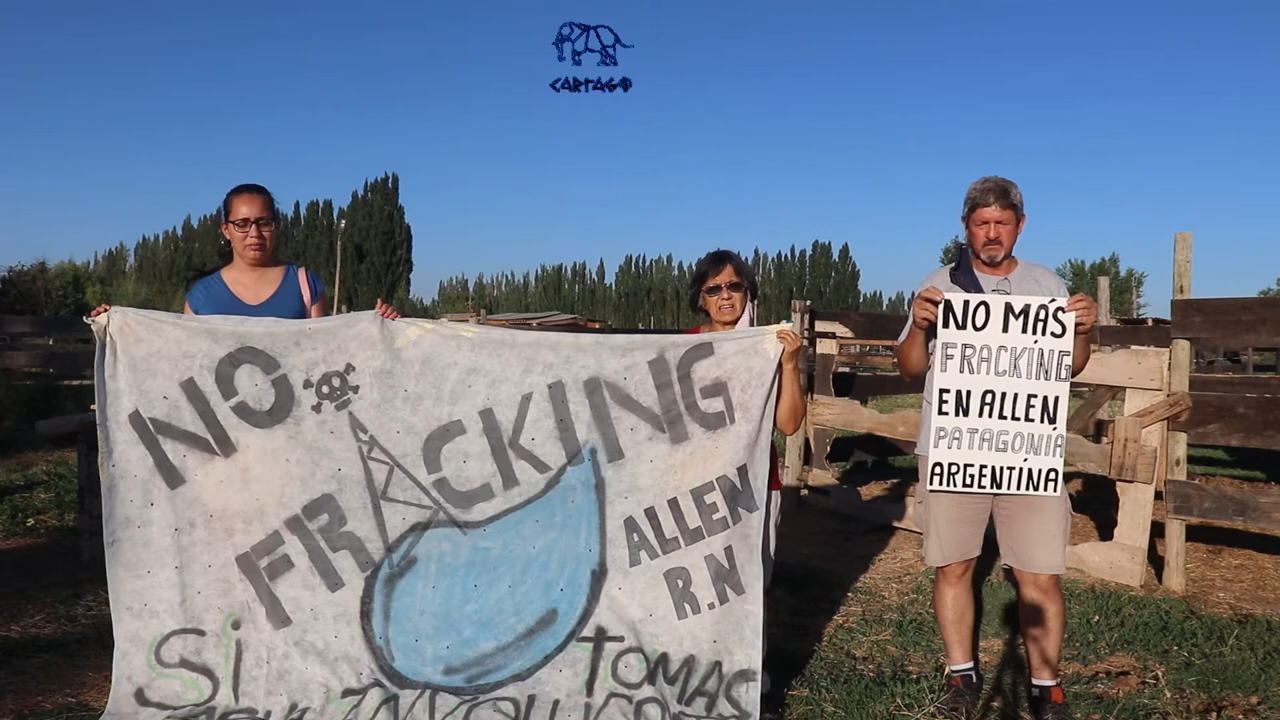 CARTAGO
NO
FRACKING
ALLEN
R.N
Si
TOMAS
NO MÁS
FRACKING
EN ALLEN
PATAGONIA
ARGENTINA